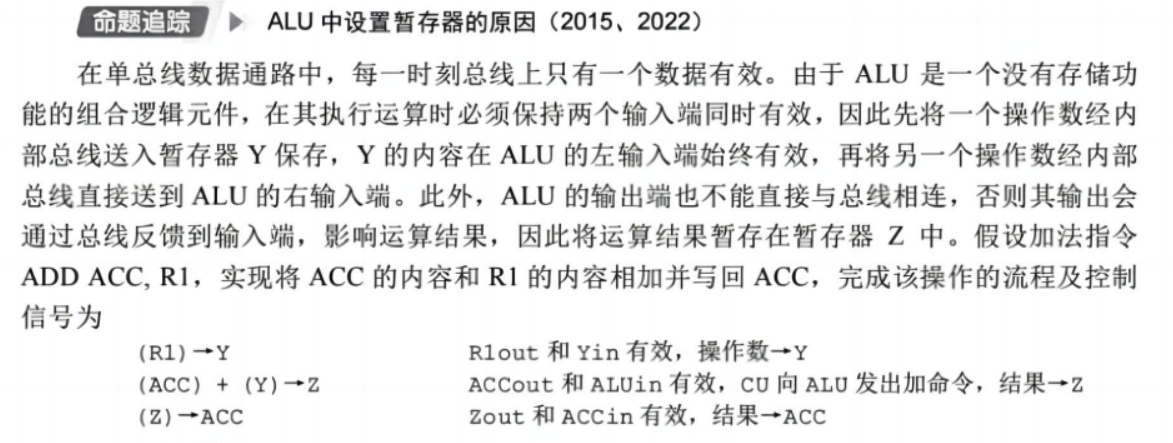 命题追踪 ▶ ALU 中设置暂存器的原因（2015、2022）
在单总线数据通路中，每一时刻总线上只有一个数据有效。由于 ALU 是一个没有存储功
能的组合逻辑元件，在其执行运算时必须保持两个输入端同时有效，因此先将一个操作数经内
部总线送入暂存器 Y 保存，Y 的内容在 ALU 的左输入端始终有效，再将另一个操作数经内部
总线直接送到 ALU 的右输入端。此外，ALU 的输出端也不能直接与总线相连，否则其输出会
通过总线反馈到输入端，影响运算结果，因此将运算结果暂存在暂存器 Z 中。假设加法指令
ADD ACC, R1，实现将 ACC 的内容和 R1 的内容相加并写回 ACC，完成该操作的流程及控制
信号为
(R1)→Y R1out 和 Yin 有效，操作数→Y
(ACC) + (Y)→Z ACCout 和 ALUin 有效，CU 向 ALU 发出加命令，结果→Z
(Z)→ACC Zout 和 ACCin 有效，结果→ACC